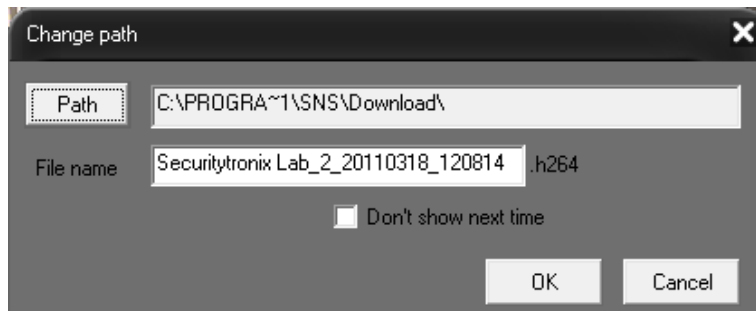 Change path
Path C:\PROGRA~1\SNS\Download\
File name Securitytronix Lab_2_20110318_120814 .h264
Don't show next time
OK Cancel